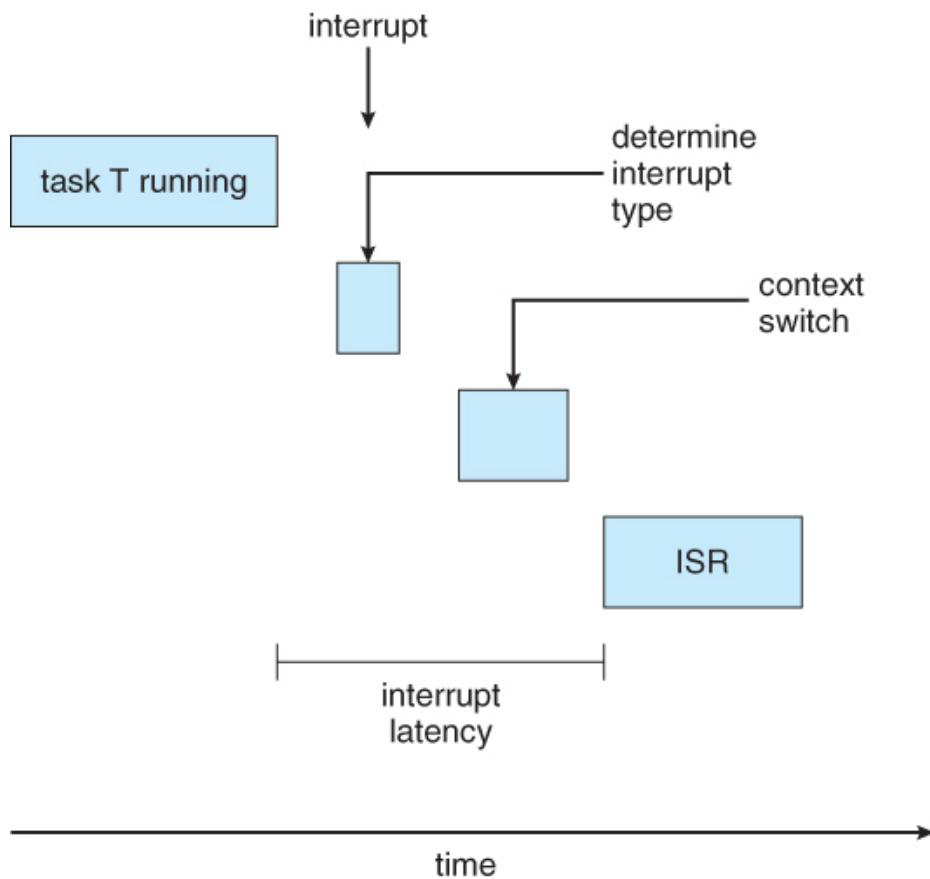 interrupt
task T running
determine
interrupt
type
context
switch
ISR
interrupt
latency
time